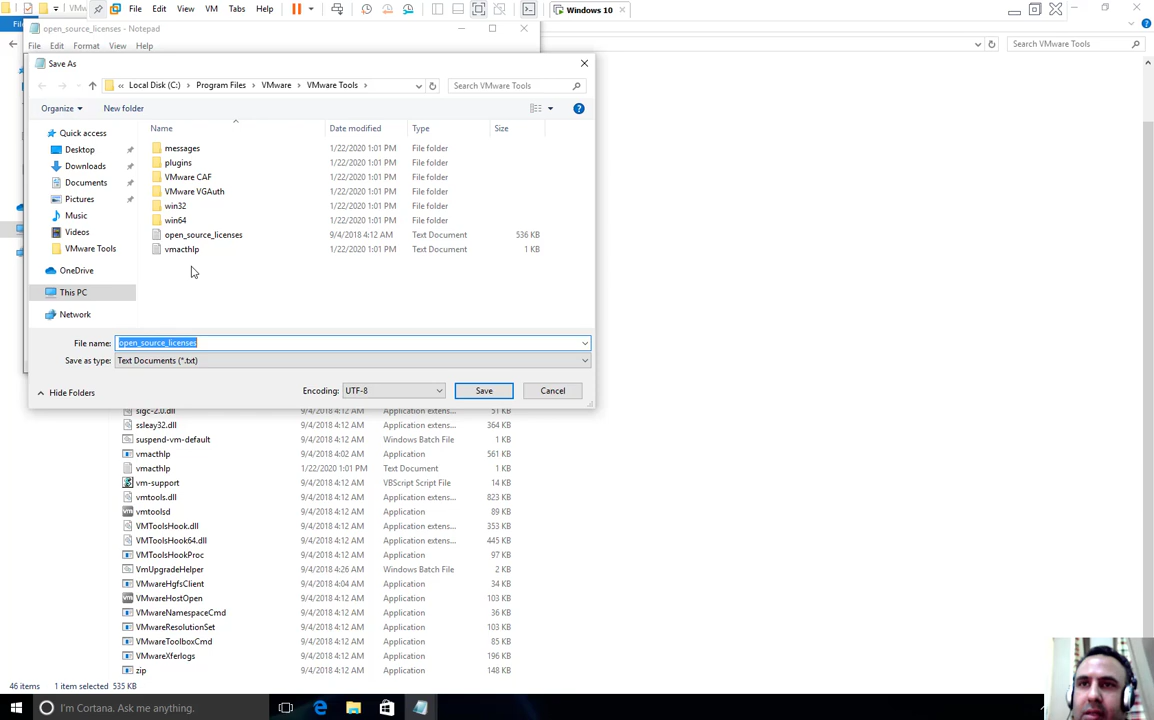 VMw
File Edit View VM Tabs Help
Windows 10
Fil
open_source_licenses - Notepad
File Edit Format View Help
Search VMware Tools
Save As
Local Disk (C:) Program Files VMware VMware Tools
Search VMware Tools
Organize New folder
Name Date modified Type Size
Quick access
Desktop
Downloads
Documents
Pictures
Music
Videos
VMware Tools
OneDrive
This PC
Network
messages 1/22/2020 1:01 PM File folder
plugins 1/22/2020 1:01 PM File folder
VMware CAF 1/22/2020 1:01 PM File folder
VMware VGAuth 1/22/2020 1:01 PM File folder
win32 1/22/2020 1:01 PM File folder
win64 1/22/2020 1:01 PM File folder
open_source_licenses 9/4/2018 4:12 AM Text Document 536 KB
vmacthlp 1/22/2020 1:01 PM Text Document 1 KB
File name: open_source_licenses
Save as type: Text Documents (*.txt)
Hide Folders Encoding: UTF-8 Save Cancel
sigc-2.0.dll 9/4/2018 4:12 AM Application extens... 51 KB
ssleay32.dll 9/4/2018 4:12 AM Application extens... 364 KB
suspend-vm-default 9/4/2018 4:12 AM Windows Batch File 1 KB
vmacthlp 9/4/2018 4:02 AM Application 561 KB
vmacthlp 1/22/2020 1:01 PM Text Document 1 KB
vm-support 9/4/2018 4:12 AM VBScript Script File 14 KB
vmtools.dll 9/4/2018 4:12 AM Application extens... 823 KB
vmtoolsd 9/4/2018 4:12 AM Application 89 KB
VMToolsHook.dll 9/4/2018 4:12 AM Application extens... 353 KB
VMToolsHook64.dll 9/4/2018 4:12 AM Application extens... 445 KB
VMToolsHookProc 9/4/2018 4:12 AM Application 97 KB
VmUpgradeHelper 9/4/2018 4:26 AM Windows Batch File 2 KB
VMwareHgfsClient 9/4/2018 4:04 AM Application 34 KB
VMwareHostOpen 9/4/2018 4:12 AM Application 103 KB
VMwareNamespaceCmd 9/4/2018 4:12 AM Application 36 KB
VMwareResolutionSet 9/4/2018 4:12 AM Application 103 KB
VMwareToolboxCmd 9/4/2018 4:12 AM Application 85 KB
VMwareXferlogs 9/4/2018 4:12 AM Application 196 KB
zip 9/4/2018 4:12 AM Application 148 KB
46 items 1 item selected 535 KB
I'm Cortana. Ask me anything.